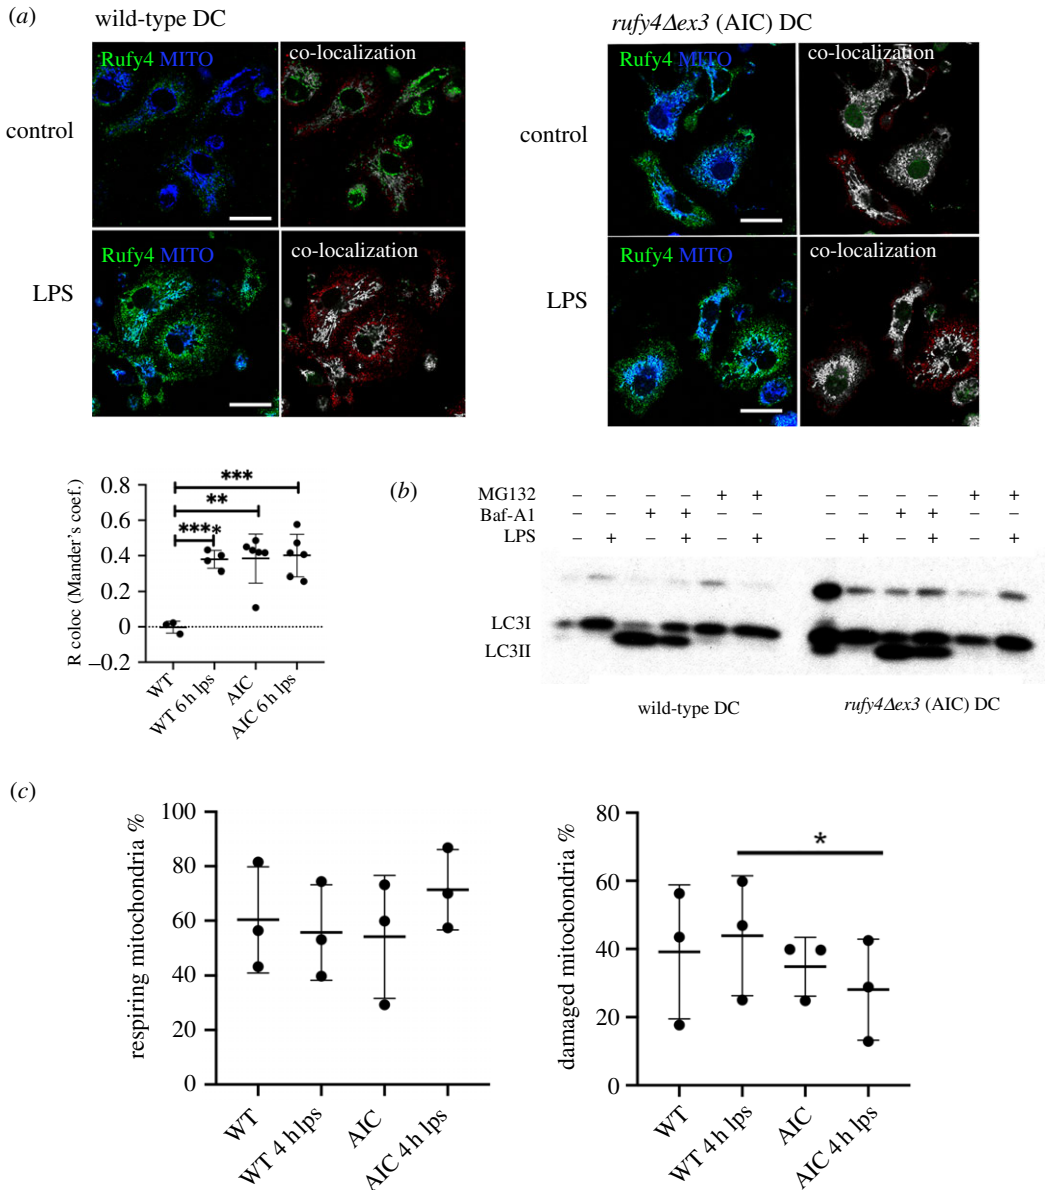 (a)
wild-type DC
rufy4Δex3 (AIC) DC
Rufy4 MITO
co-localization
Rufy4 MITO
co-localization
control
control
Rufy4 MITO
co-localization
Rufy4 MITO
co-localization
LPS
LPS
R coloc (Mander's coef.)
0.8
0.6
0.4
0.2
0
–0.2
***
**
****
WT
WT 6 h lps
AIC
AIC 6 h lps
(b)
MG132 – – – – + + – – – – + +
Baf-A1 – – + + – – – – + + – –
LPS – + – + – + – + – + – +
LC3I
LC3II
wild-type DC
rufy4Δex3 (AIC) DC
(c)
respiring mitochondria %
100
80
60
40
20
0
WT
WT 4 h lps
AIC
AIC 4 h lps
damaged mitochondria %
80
60
40
20
0
*
WT
WT 4 h lps
AIC
AIC 4 h lps